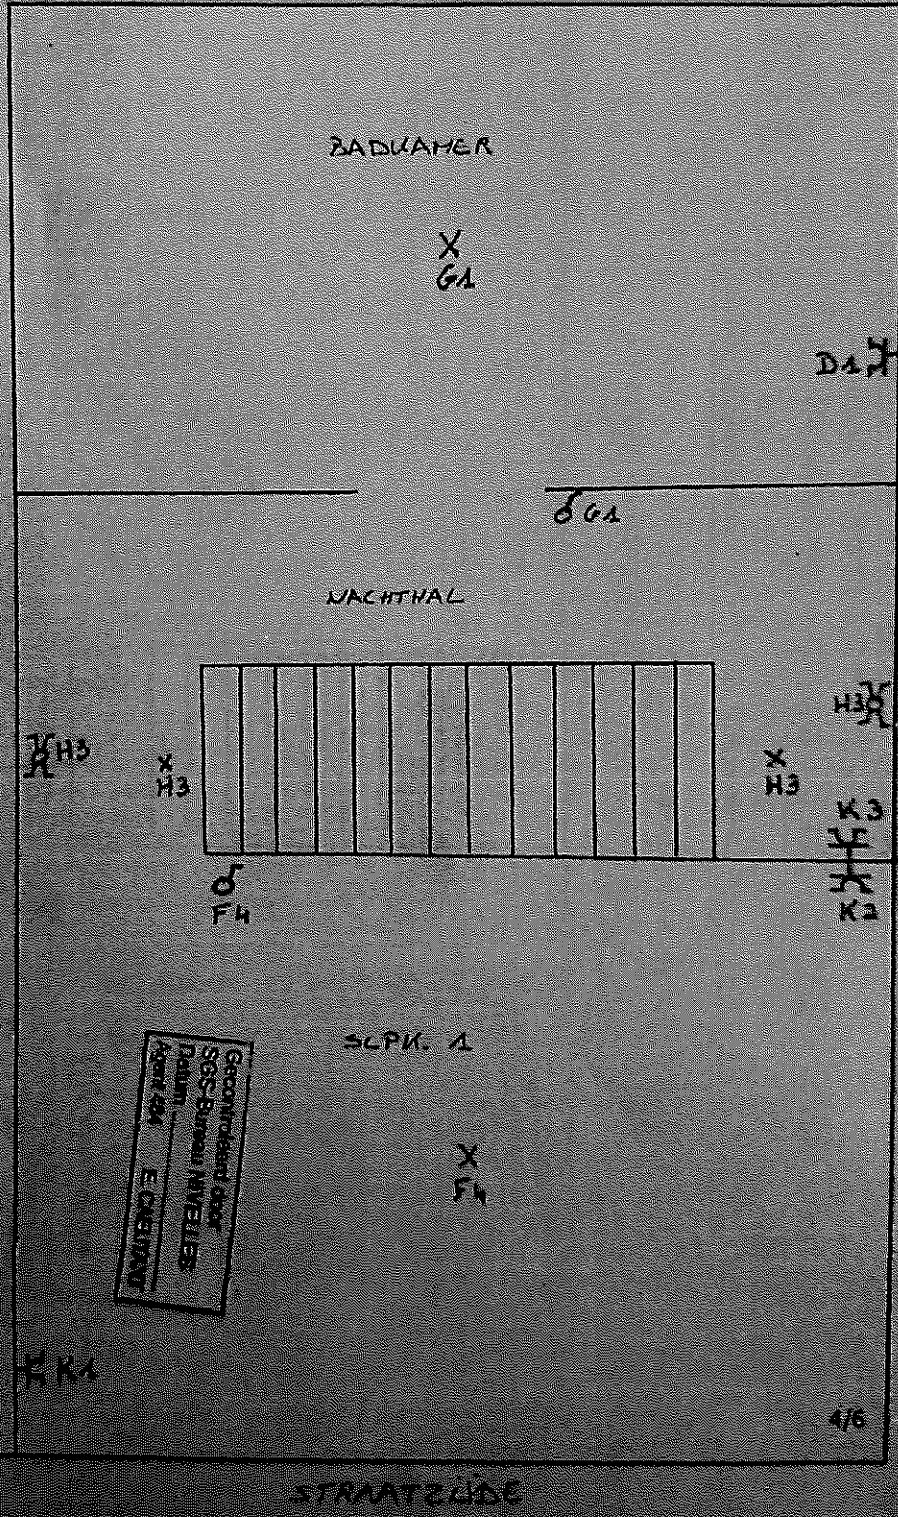 BADKAMER
X
G1
D1
G1
NACHTHAL
H3
H3
X
H3
X
H3
K3
K2
F4
SLPK. 1
X
F4
Gecontroleerd door
SGS-Bureau NIVELLES
Datum
Agent 484
K1
4/6
STRAATZIJDE